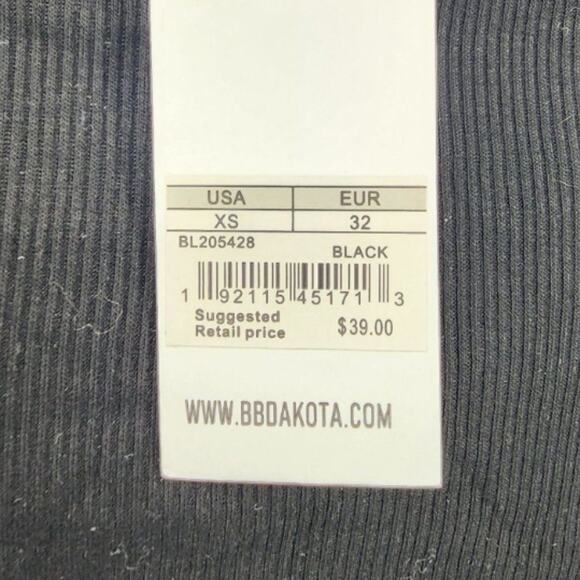 USA EUR
XS 32
BL205428
BLACK
1 92115 45171 3
Suggested
Retail price $39.00
WWW.BBDAKOTA.COM